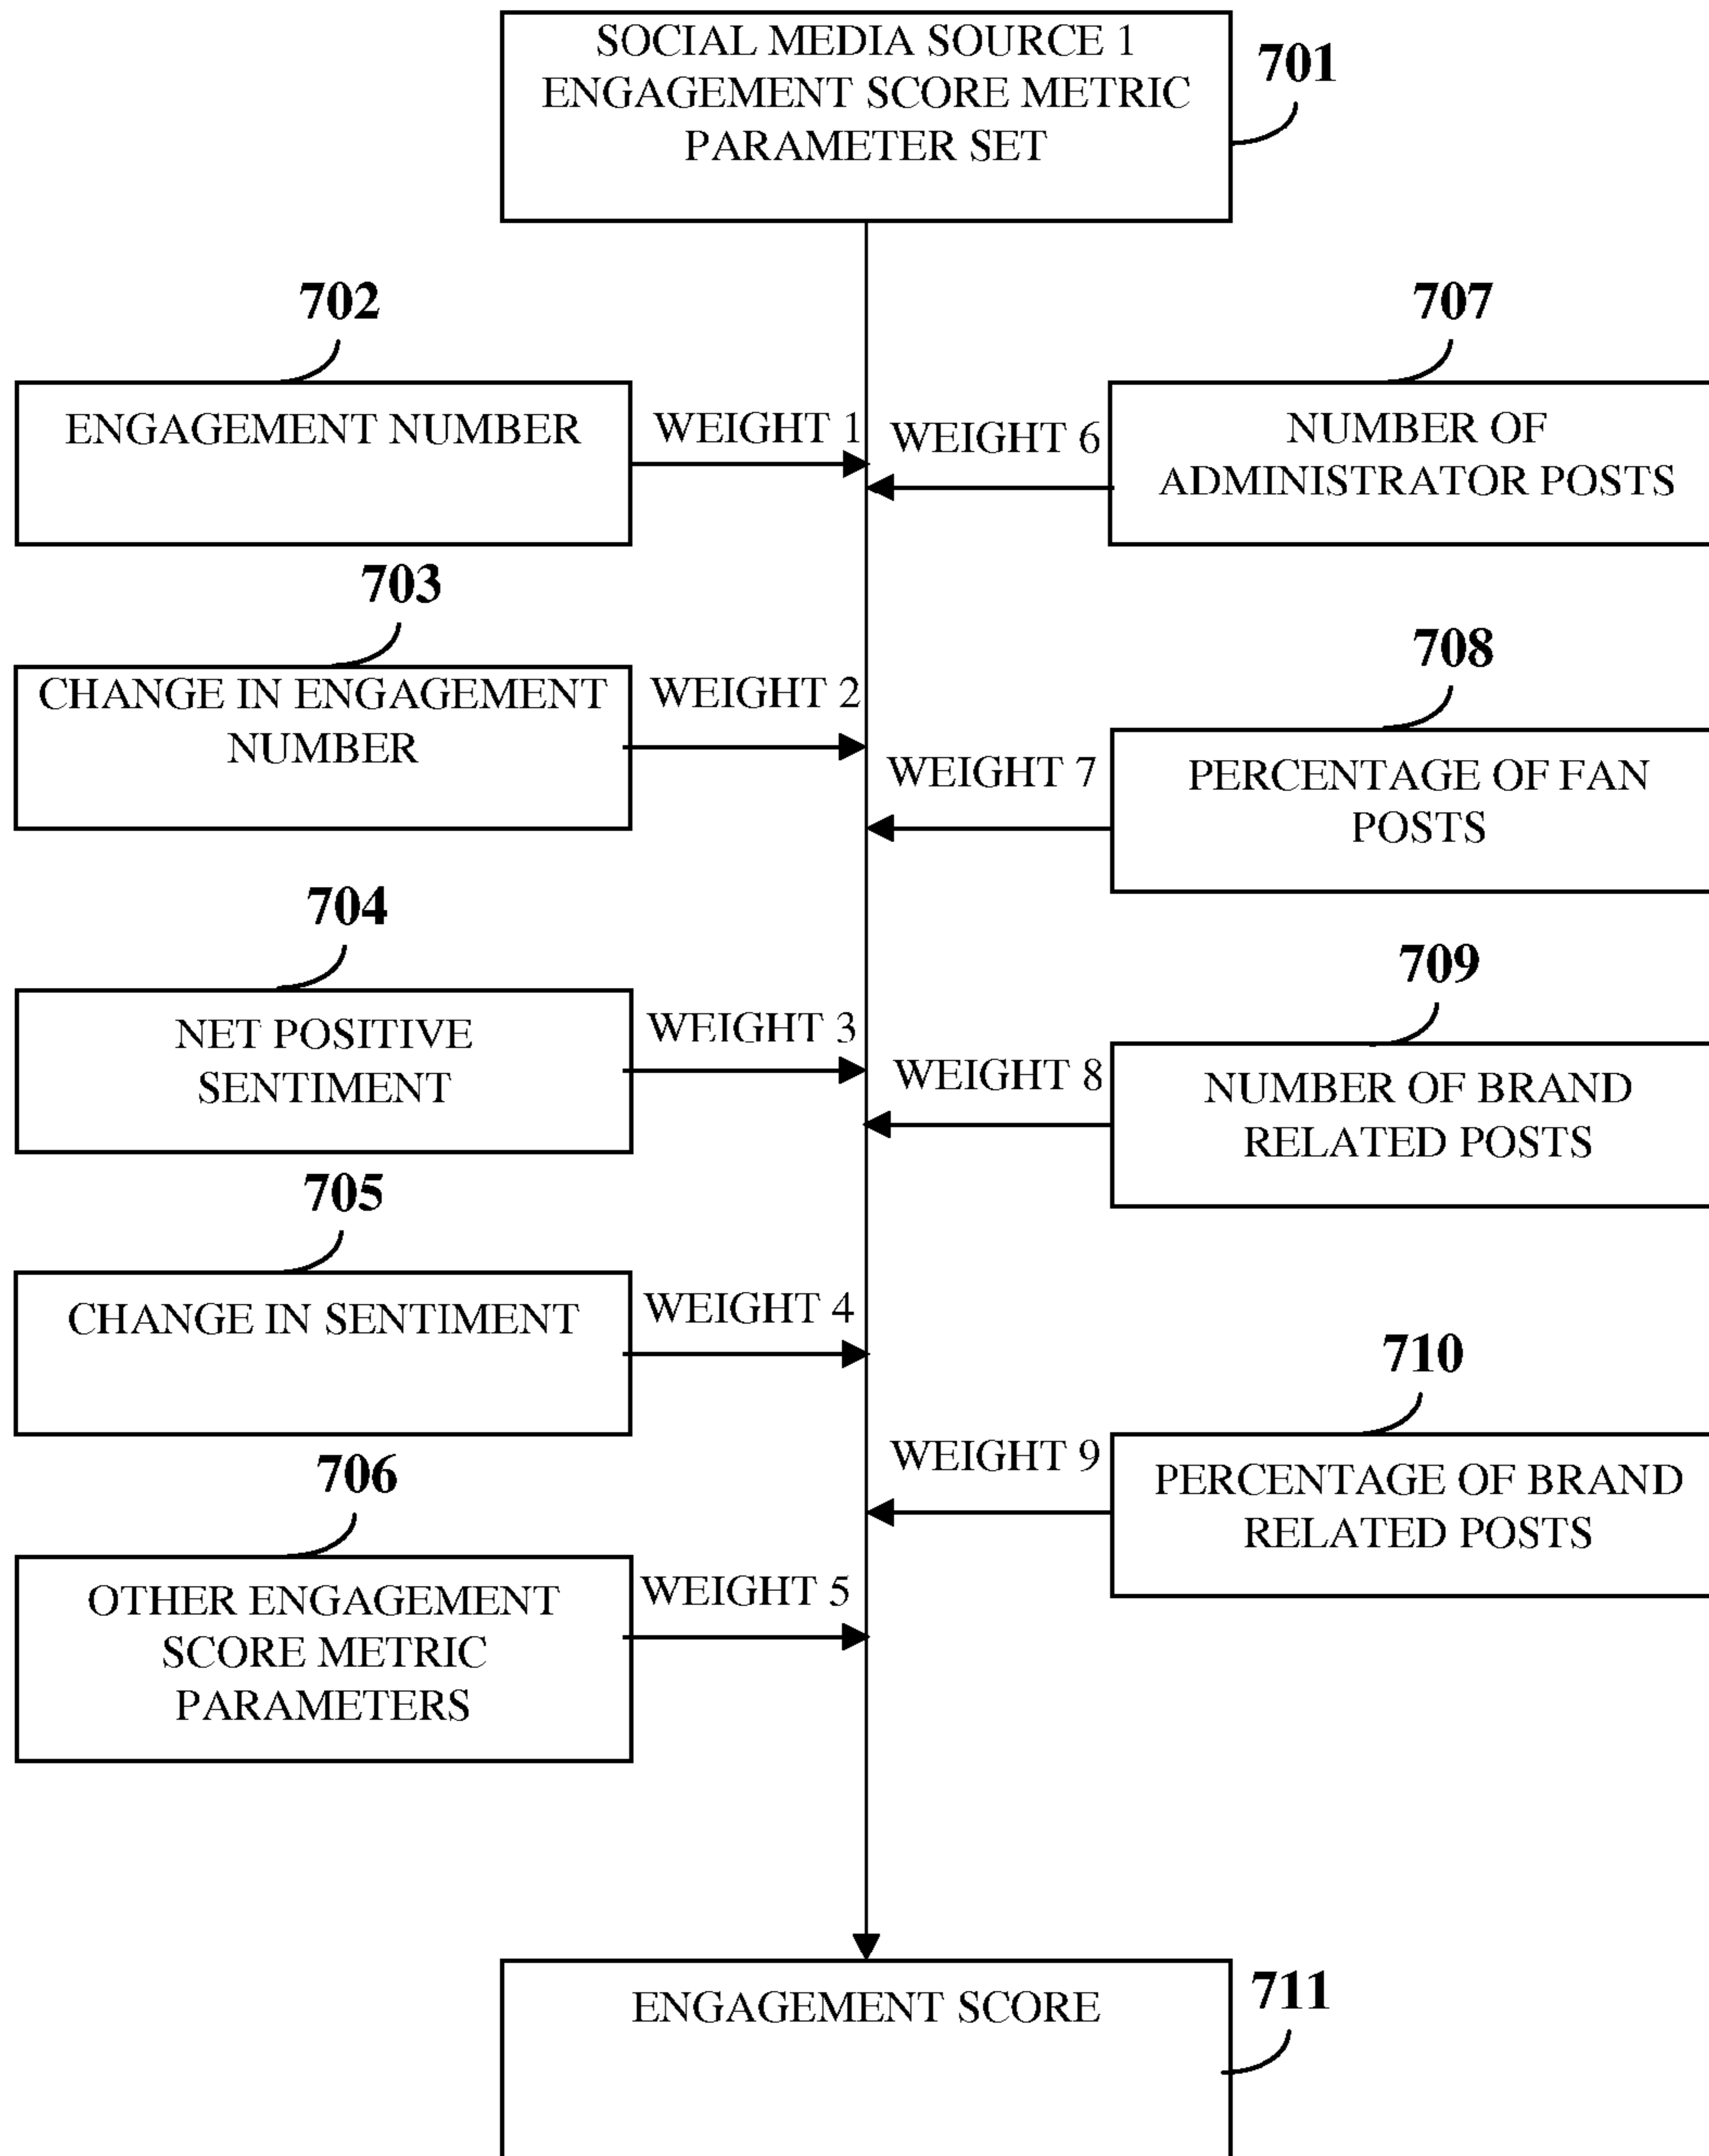 SOCIAL MEDIA SOURCE 1
ENGAGEMENT SCORE METRIC
PARAMETER SET
701
702
ENGAGEMENT NUMBER
WEIGHT 1
703
CHANGE IN ENGAGEMENT
NUMBER
WEIGHT 2
704
NET POSITIVE
SENTIMENT
WEIGHT 3
705
CHANGE IN SENTIMENT
WEIGHT 4
706
OTHER ENGAGEMENT
SCORE METRIC
PARAMETERS
WEIGHT 5
707
WEIGHT 6
NUMBER OF
ADMINISTRATOR POSTS
708
WEIGHT 7
PERCENTAGE OF FAN
POSTS
709
WEIGHT 8
NUMBER OF BRAND
RELATED POSTS
710
WEIGHT 9
PERCENTAGE OF BRAND
RELATED POSTS
ENGAGEMENT SCORE
711